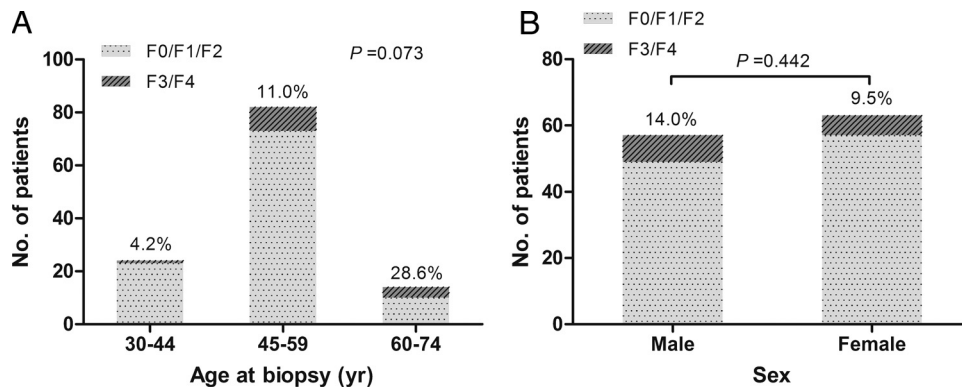 A
F0/F1/F2
F3/F4
P =0.073
No. of patients
100
80
60
40
20
0
4.2%
11.0%
28.6%
30-44
45-59
60-74
Age at biopsy (yr)
B
F0/F1/F2
F3/F4
P =0.442
No. of patients
80
60
40
20
0
14.0%
9.5%
Male
Female
Sex